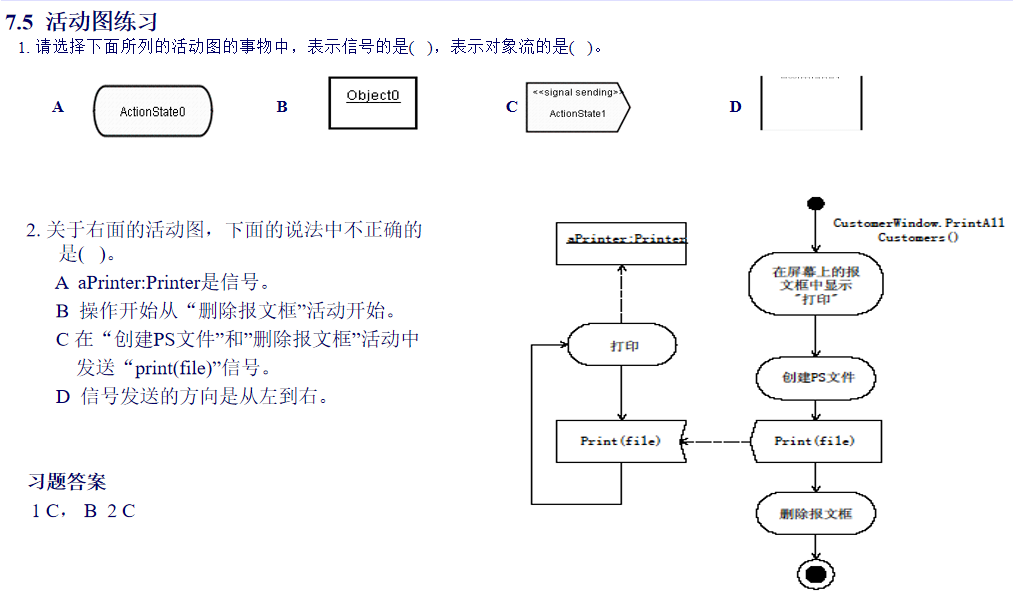 7.5 活动图练习
1. 请选择下面所列的活动图的事物中，表示信号的是( )，表示对象流的是( )。
A
ActionState0
B
Object0
C
<<signal sending>>
ActionState1
D
2. 关于右面的活动图，下面的说法中不正确的
是( )。
A aPrinter:Printer是信号。
B 操作开始从“删除报文框”活动开始。
C 在“创建PS文件”和”删除报文框”活动中
发送“print(file)”信号。
D 信号发送的方向是从左到右。
习题答案
1 C， B 2 C
CustomerWindow.PrintAll
Customers()
aPrinter:Printer
在屏幕上的报
文框中显示
"打印"
打印
创建PS文件
Print(file)
Print(file)
删除报文框